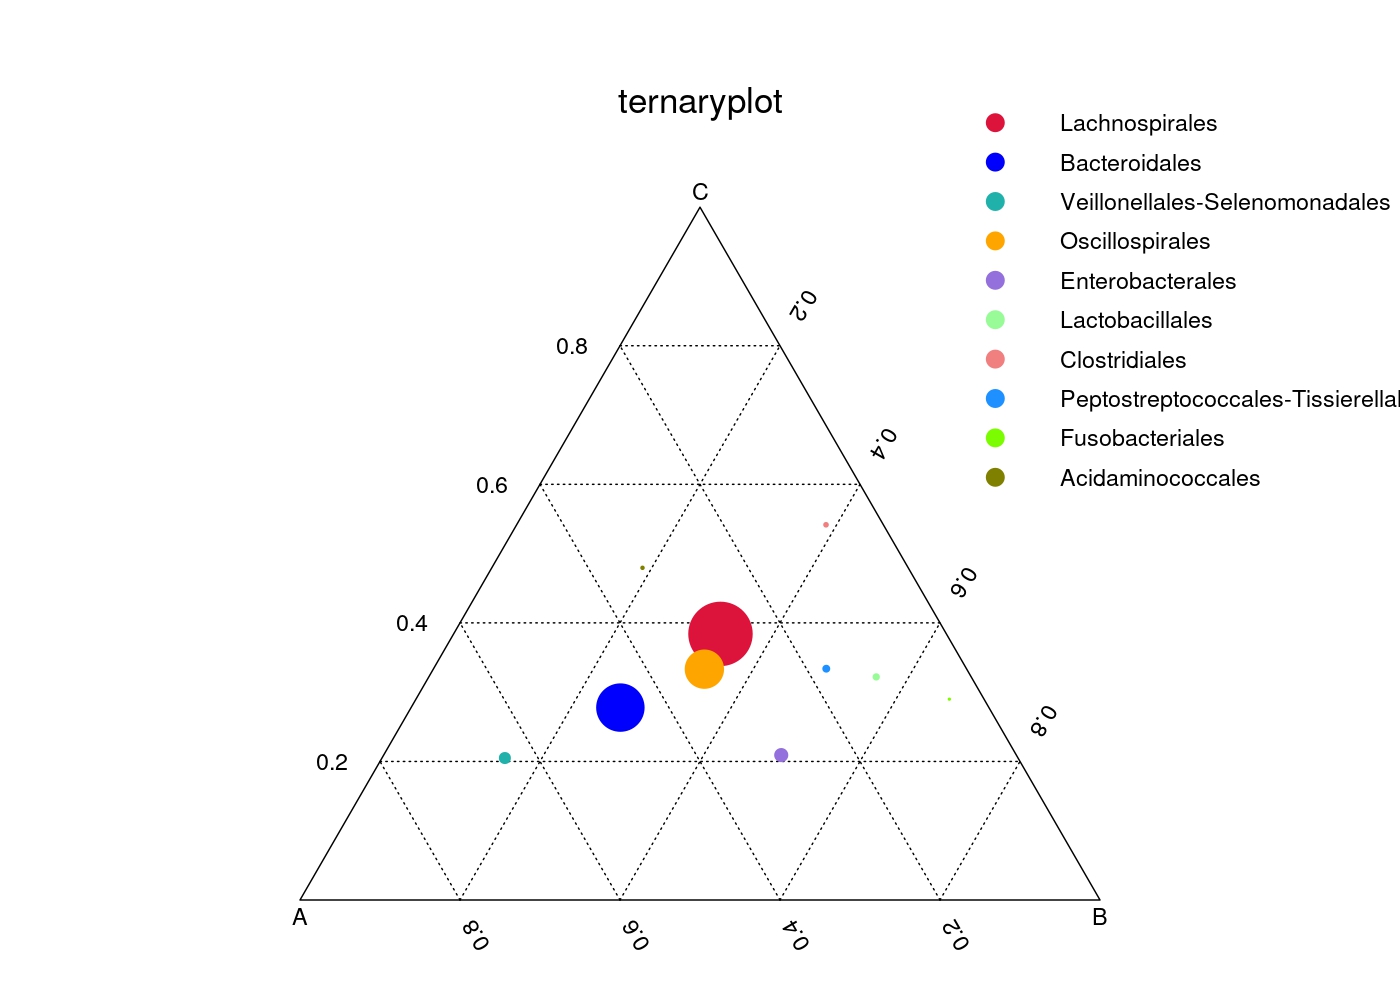 ternaryplot
Lachnospirales
Bacteroidales
Veillonellales-Selenomonadales
Oscillospirales
Enterobacterales
Lactobacillales
Clostridiales
Peptostreptococcales-Tissierellal
Fusobacteriales
Acidaminococcales
C
0.2
0.8
0.4
0.6
0.6
0.4
0.8
0.2
A
B
0.8
0.6
0.4
0.2